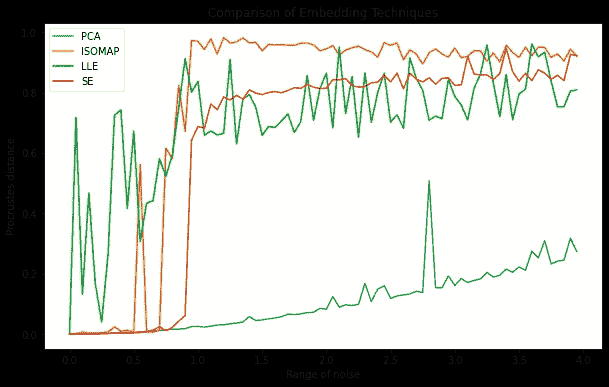 Comparison of Embedding Techniques
PCA
ISOMAP
LLE
SE
Procrustes distance
1.0
0.8
0.6
0.4
0.2
0.0
0.0 0.5 1.0 1.5 2.0 2.5 3.0 3.5 4.0
Range of noise